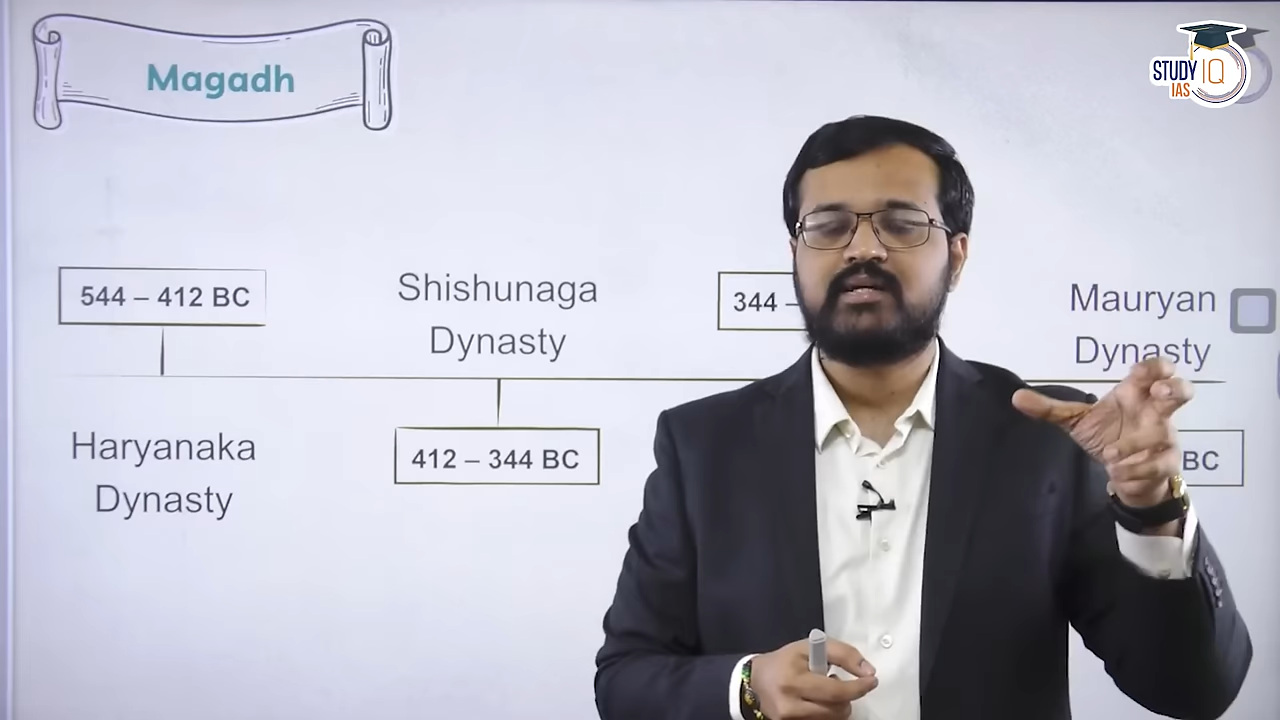 Magadh
STUDY IQ
IAS
544 – 412 BC
Shishunaga
Dynasty
344 –
Mauryan
Dynasty
Haryanaka
Dynasty
412 – 344 BC
BC